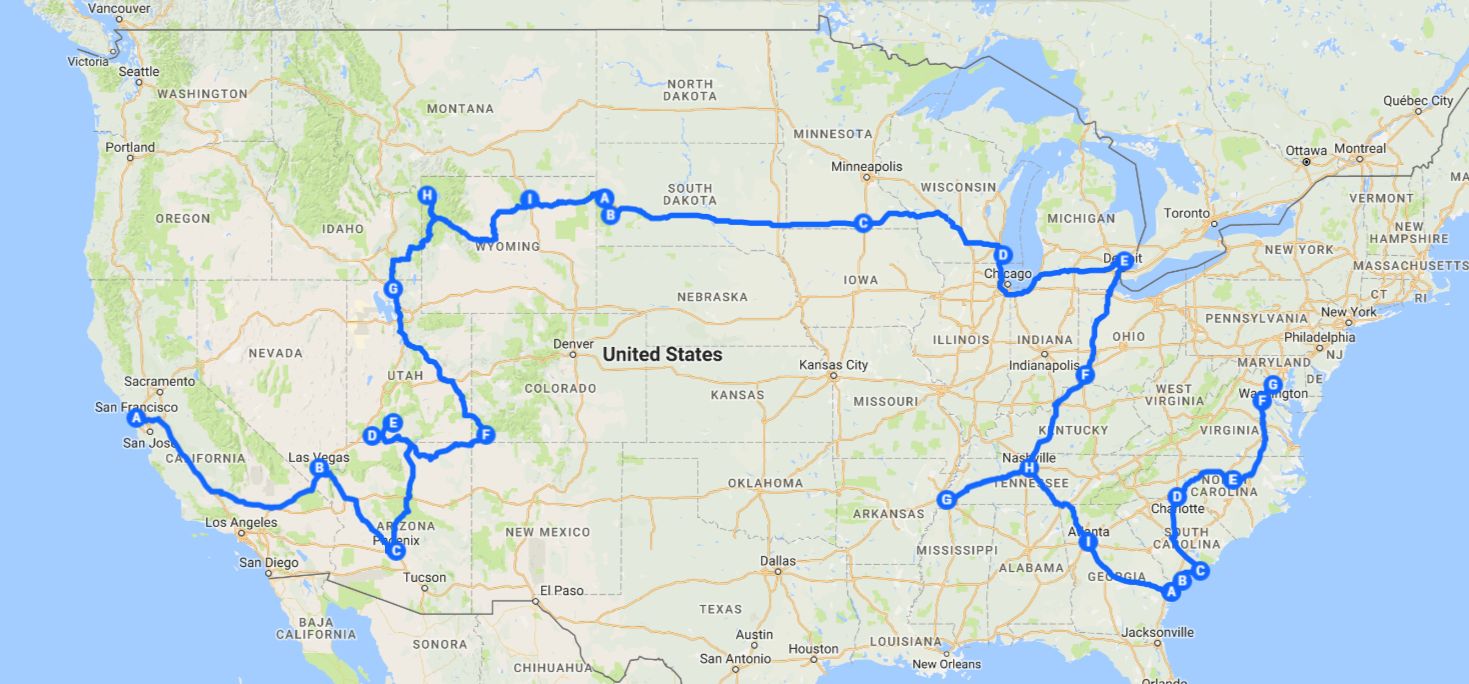 Vancouver
Victoria
Seattle
WASHINGTON
MONTANA
NORTH
DAKOTA
MINNESOTA
Québec City
Ottawa
Montreal
Portland
Minneapolis
WISCONSIN
SOUTH
DAKOTA
MICHIGAN
Toronto
VERMONT
MA
OREGON
IDAHO
H
I
A
B
C
WYOMING
D
Detroit
E
NEW YORK
NEW
HAMPSHIRE
MASSACHUSETTS
CT
RI
Chicago
G
IOWA
NEBRASKA
PENNSYLVANIA
New York
Philadelphia
NJ
NEVADA
UTAH
Denver
United States
COLORADO
ILLINOIS
INDIANA
OHIO
Indianapolis
MARYLAND
DE
Kansas City
KANSAS
MISSOURI
F
WEST
VIRGINIA
G
Washington
F
Sacramento
San Francisco
A
San Jose
CALIFORNIA
Las Vegas
B
D
E
F
KENTUCKY
VIRGINIA
Nashville
H
TENNESSEE
G
OKLAHOMA
ARKANSAS
NORTH
CAROLINA
E
D
Charlotte
Los Angeles
San Diego
ARIZONA
Phoenix
C
NEW MEXICO
Tucson
El Paso
Dallas
MISSISSIPPI
ALABAMA
Atlanta
I
GEORGIA
SOUTH
CAROLINA
C
B
A
BAJA
CALIFORNIA
SONORA
CHIHUAHUA
TEXAS
Austin
San Antonio
Houston
LOUISIANA
New Orleans
Jacksonville
Orlando